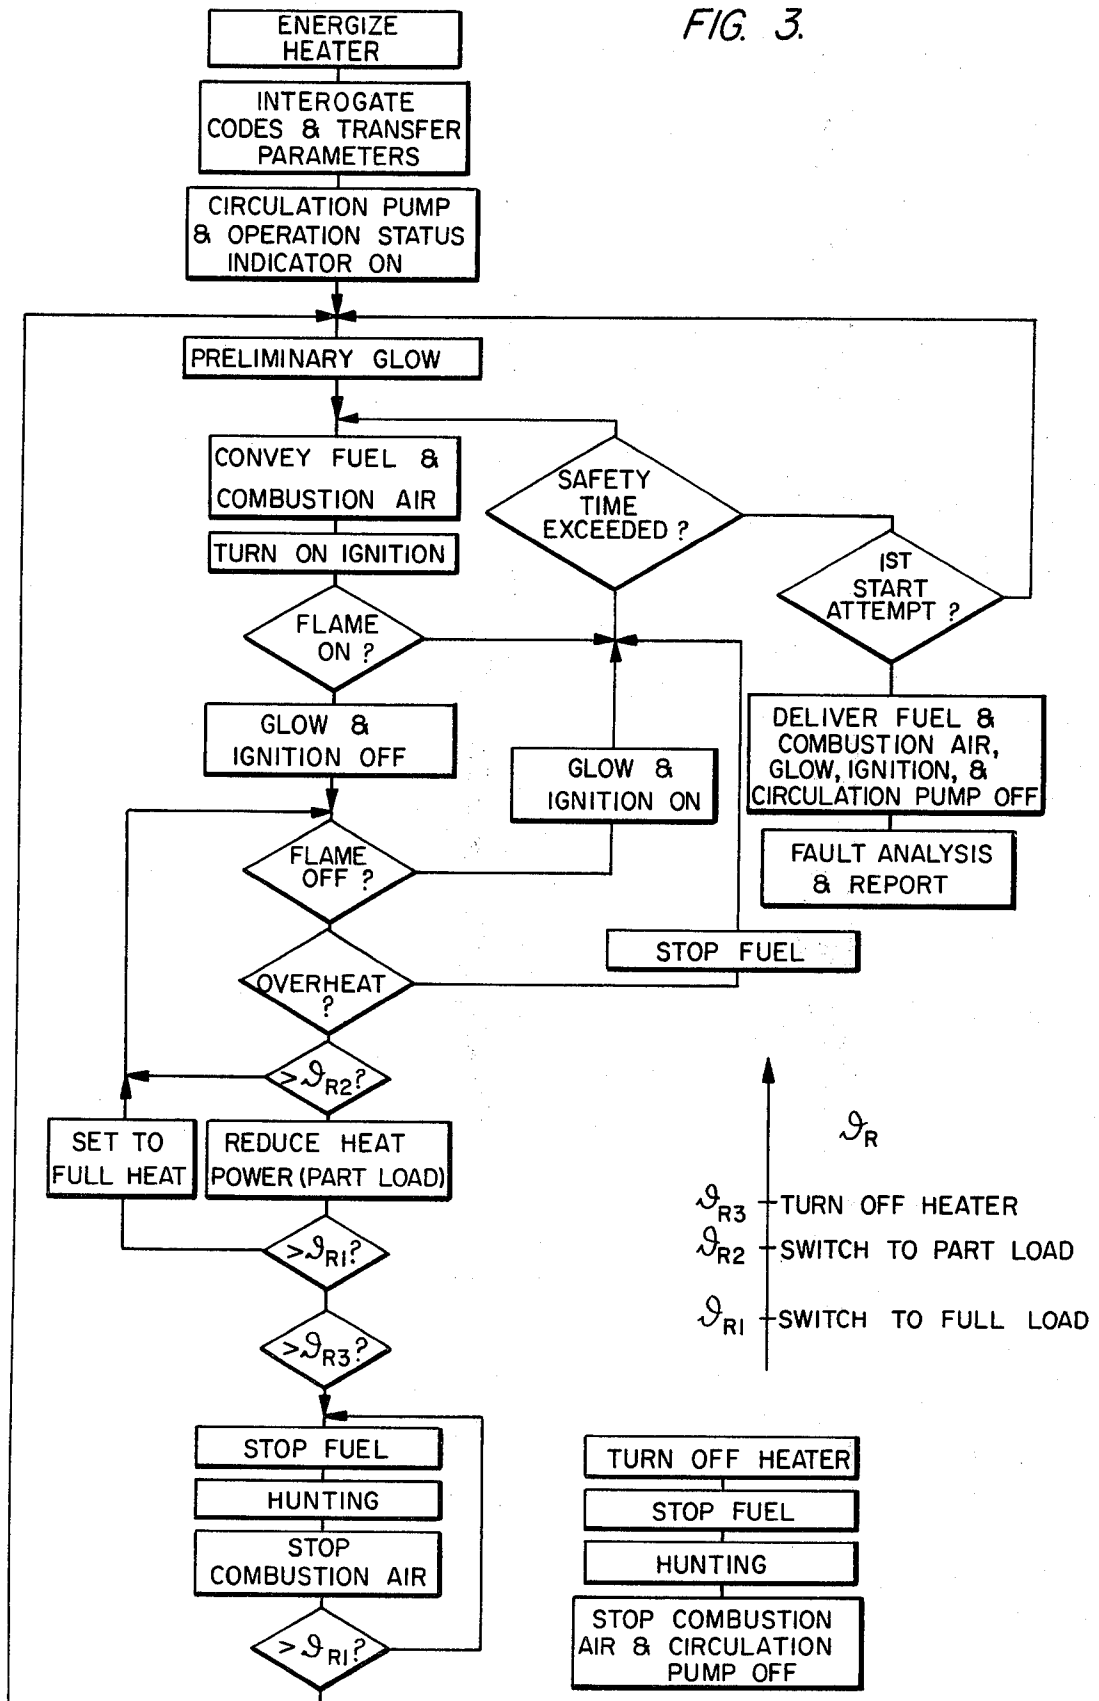 FIG. 3.
ENERGIZE
HEATER
INTEROGATE
CODES & TRANSFER
PARAMETERS
CIRCULATION PUMP
& OPERATION STATUS
INDICATOR ON
PRELIMINARY GLOW
CONVEY FUEL &
COMBUSTION AIR
TURN ON IGNITION
FLAME
ON ?
SAFETY
TIME
EXCEEDED ?
1ST
START
ATTEMPT ?
GLOW &
IGNITION OFF
GLOW &
IGNITION ON
DELIVER FUEL &
COMBUSTION AIR,
GLOW, IGNITION, &
CIRCULATION PUMP OFF
FAULT ANALYSIS
& REPORT
FLAME
OFF ?
STOP FUEL
OVERHEAT
?
> ϑR2?
SET TO
FULL HEAT
REDUCE HEAT
POWER (PART LOAD)
> ϑR1?
> ϑR3?
STOP FUEL
HUNTING
STOP
COMBUSTION AIR
> ϑR1?
ϑR
ϑR3 TURN OFF HEATER
ϑR2 SWITCH TO PART LOAD
ϑR1 SWITCH TO FULL LOAD
TURN OFF HEATER
STOP FUEL
HUNTING
STOP COMBUSTION
AIR & CIRCULATION
PUMP OFF